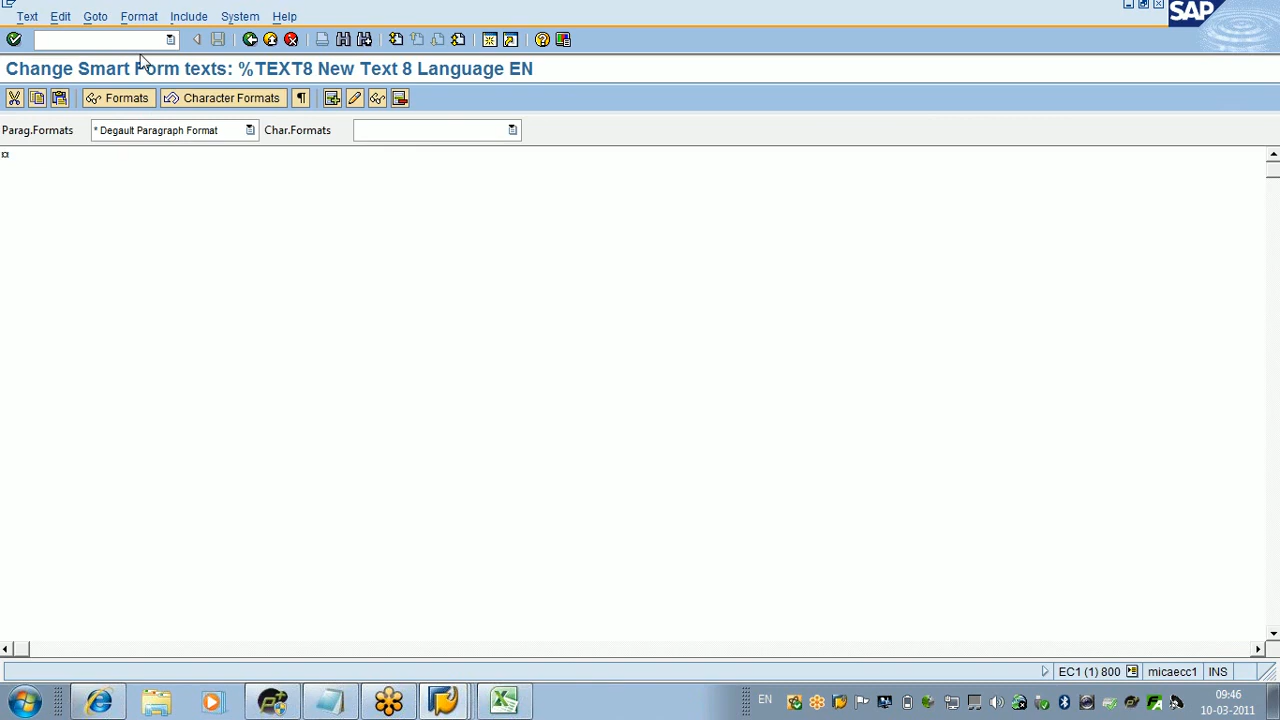 Text Edit Goto Format Include System Help
SAP
Change Smart Form texts: %TEXT8 New Text 8 Language EN
Formats Character Formats ¶
Parag.Formats * Degault Paragraph Format Char.Formats
¤
EC1 (1) 800 micaecc1 INS
EN 09:46
10-03-2011